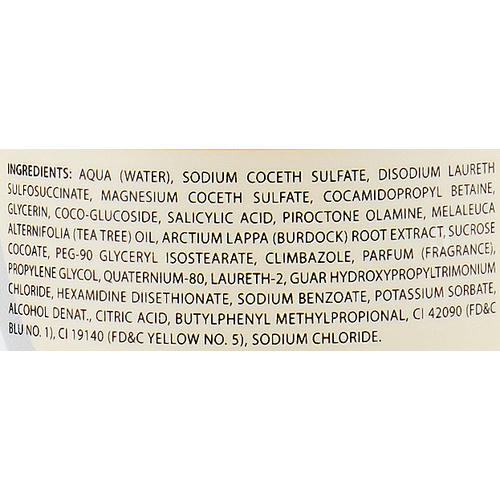 INGREDIENTS: AQUA (WATER), SODIUM COCETH SULFATE, DISODIUM LAURETH
SULFOSUCCINATE, MAGNESIUM COCETH SULFATE, COCAMIDOPROPYL BETAINE,
GLYCERIN, COCO-GLUCOSIDE, SALICYLIC ACID, PIROCTONE OLAMINE, MELALEUCA
ALTERNIFOLIA (TEA TREE) OIL, ARCTIUM LAPPA (BURDOCK) ROOT EXTRACT, SUCROSE
COCOATE, PEG-90 GLYCERYL ISOSTEARATE, CLIMBAZOLE, PARFUM (FRAGRANCE),
PROPYLENE GLYCOL, QUATERNIUM-80, LAURETH-2, GUAR HYDROXYPROPYLTRIMONIUM
CHLORIDE, HEXAMIDINE DIISETHIONATE, SODIUM BENZOATE, POTASSIUM SORBATE,
ALCOHOL DENAT., CITRIC ACID, BUTYLPHENYL METHYLPROPIONAL, CI 42090 (FD&C
BLU NO. 1), CI 19140 (FD&C YELLOW NO. 5), SODIUM CHLORIDE.